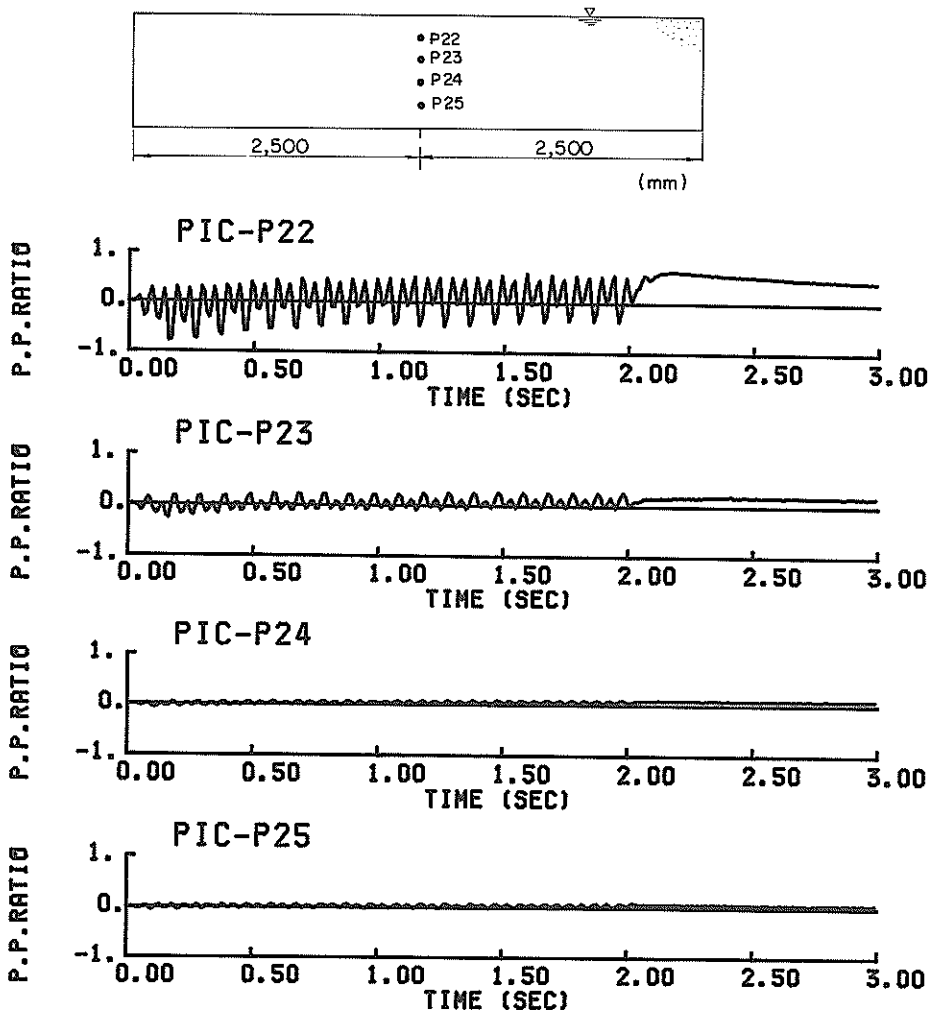 P22
P23
P24
P25
2,500 2,500
(mm)
PIC-P22
P.P.RATIO
1.
0.
-1.
0.00 0.50 1.00 1.50 2.00 2.50 3.00
TIME (SEC)
PIC-P23
P.P.RATIO
1.
0.
-1.
0.00 0.50 1.00 1.50 2.00 2.50 3.00
TIME (SEC)
PIC-P24
P.P.RATIO
1.
0.
-1.
0.00 0.50 1.00 1.50 2.00 2.50 3.00
TIME (SEC)
PIC-P25
P.P.RATIO
1.
0.
-1.
0.00 0.50 1.00 1.50 2.00 2.50 3.00
TIME (SEC)